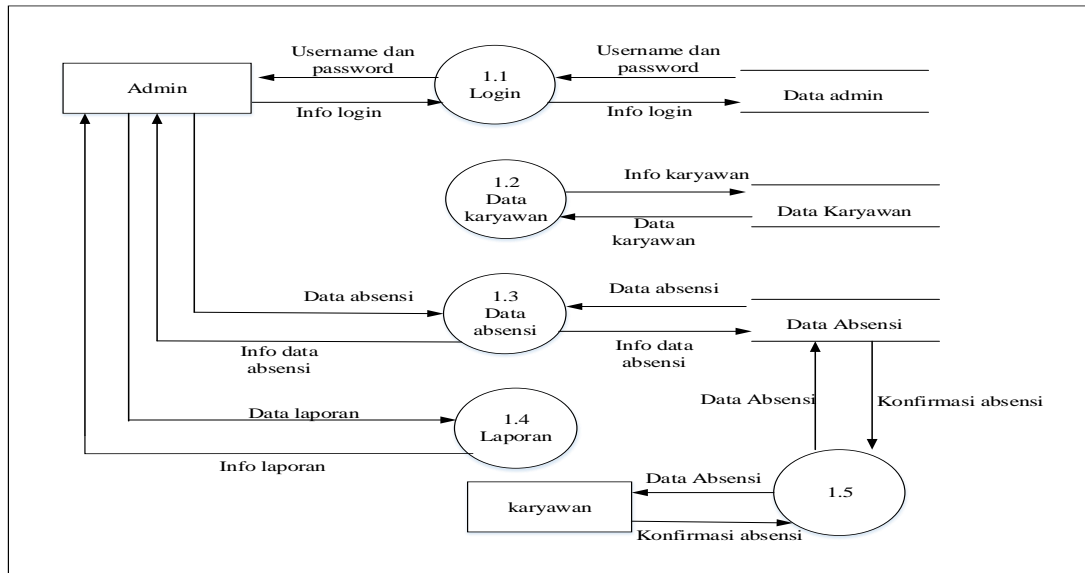 Username dan
password
Username dan
password
Admin
1.1
Login
Data admin
Info login
Info login
1.2
Data
karyawan
Info karyawan
Data Karyawan
Data
karyawan
Data absensi
1.3
Data
absensi
Data absensi
Data Absensi
Info data
absensi
Info data
absensi
Data laporan
1.4
Laporan
Data Absensi
Konfirmasi absensi
Info laporan
karyawan
Data Absensi
1.5
Konfirmasi absensi